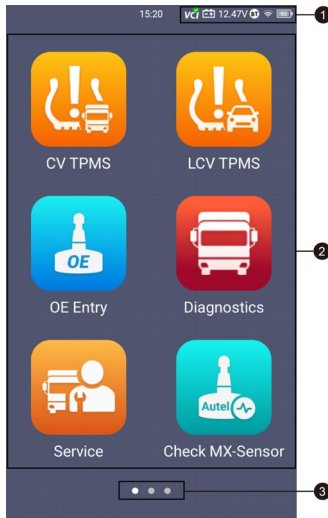 15:20 VCI 12.47V BT 1
CV TPMS LCV TPMS
2
OE
OE Entry Diagnostics
Autel
Service Check MX-Sensor
3